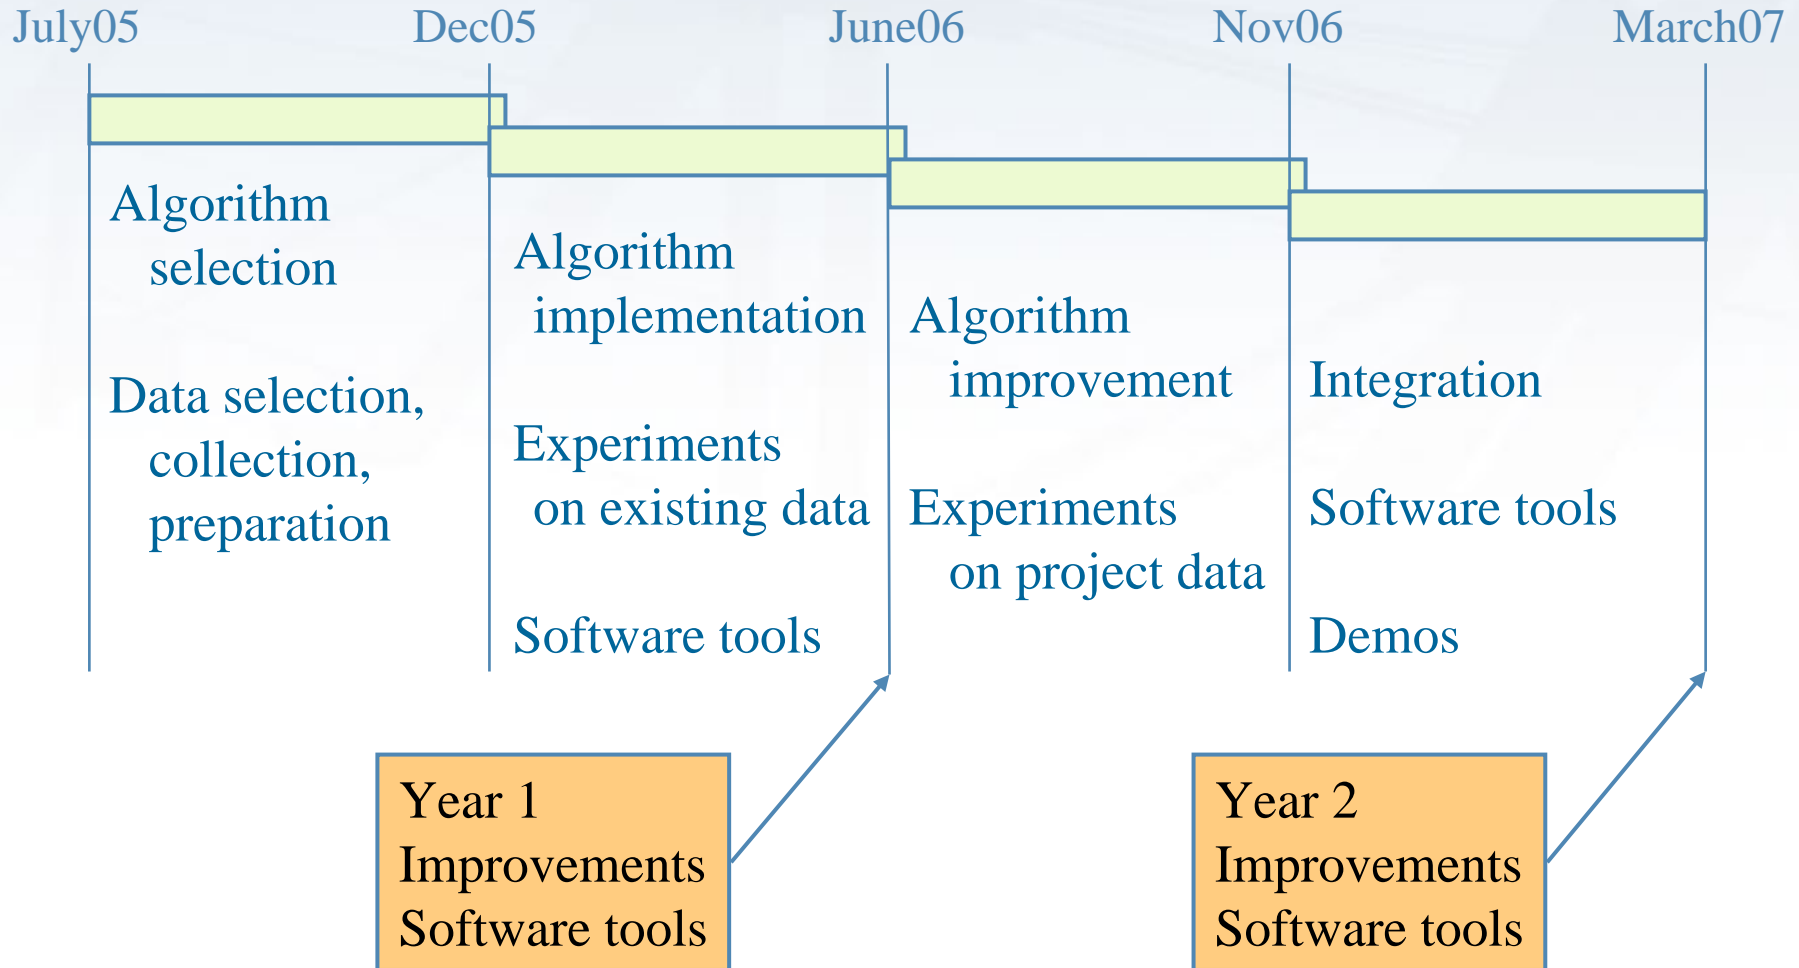 July05
Dec05
June06
Nov06
March07
Algorithm
selection
Data selection,
collection,
preparation
Algorithm
implementation
Experiments
on existing data
Software tools
Algorithm
improvement
Experiments
on project data
Integration
Software tools
Demos
Year 1
Improvements
Software tools
Year 2
Improvements
Software tools